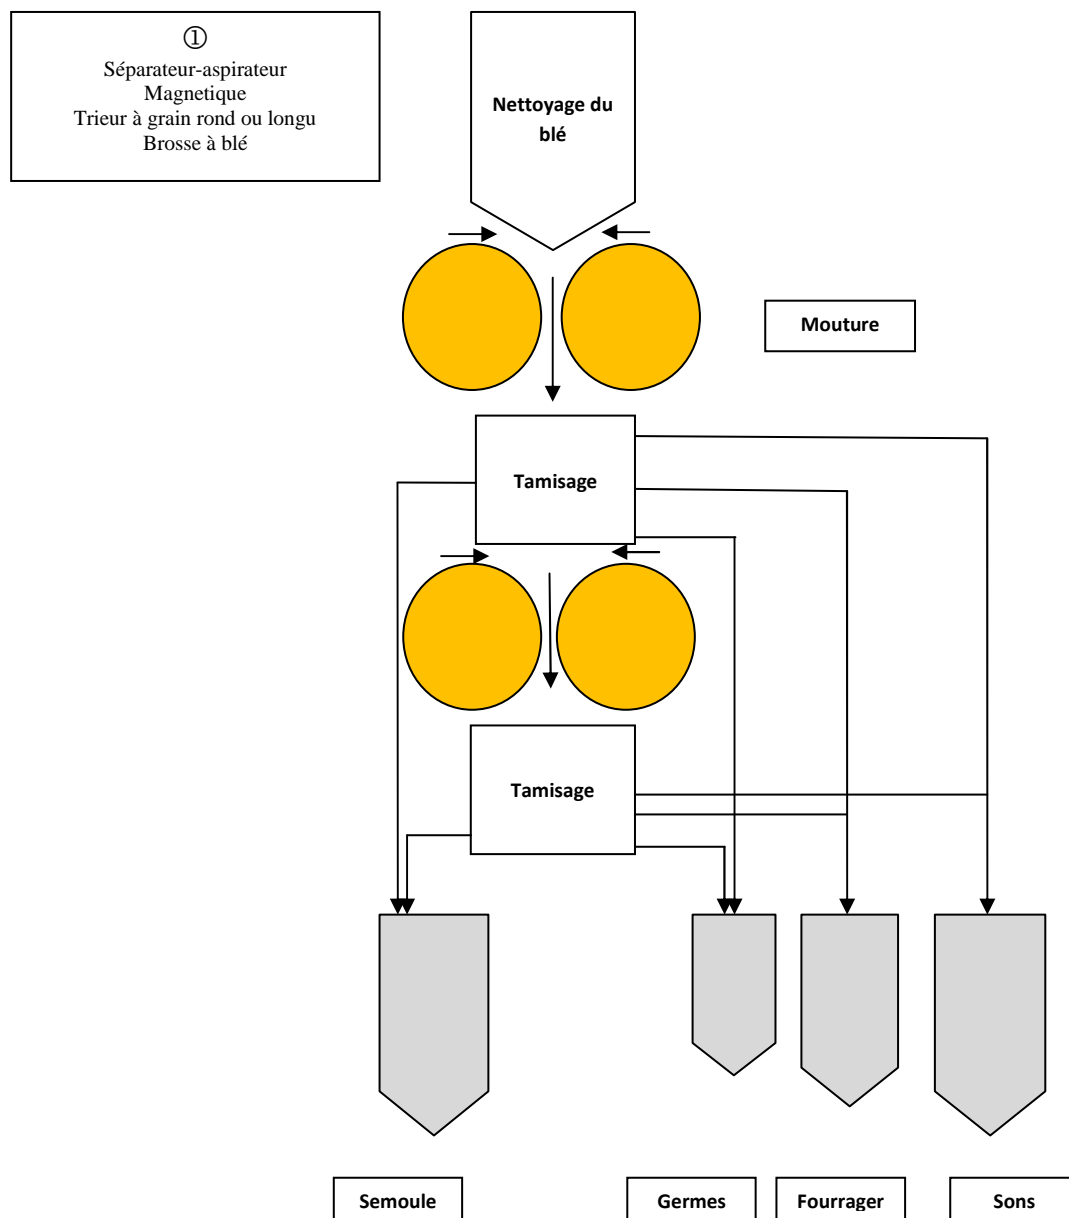 ①
Séparateur-aspirateur
Magnetique
Trieur à grain rond ou longu
Brosse à blé
Nettoyage du
blé
Mouture
Tamisage
Tamisage
Semoule
Germes
Fourrager
Sons